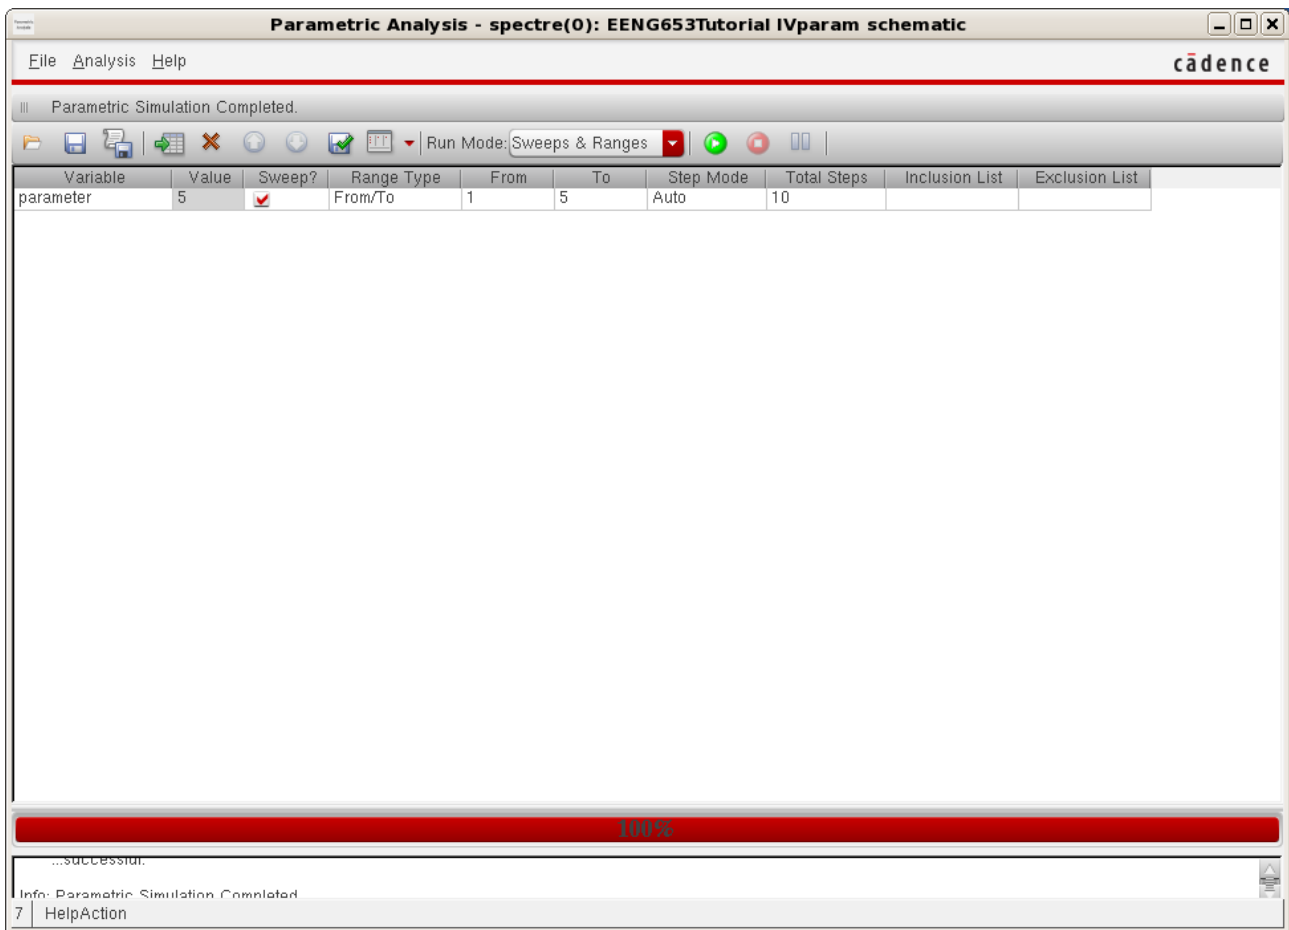 Parametric Analysis - spectre(0): EENG653Tutorial IVparam schematic
File Analysis Help
cādence
Parametric Simulation Completed.
Run Mode: Sweeps & Ranges
Variable Value Sweep? Range Type From To Step Mode Total Steps Inclusion List Exclusion List
parameter 5 From/To 1 5 Auto 10
100%
...successful.
Info: Parametric Simulation Completed
7 HelpAction